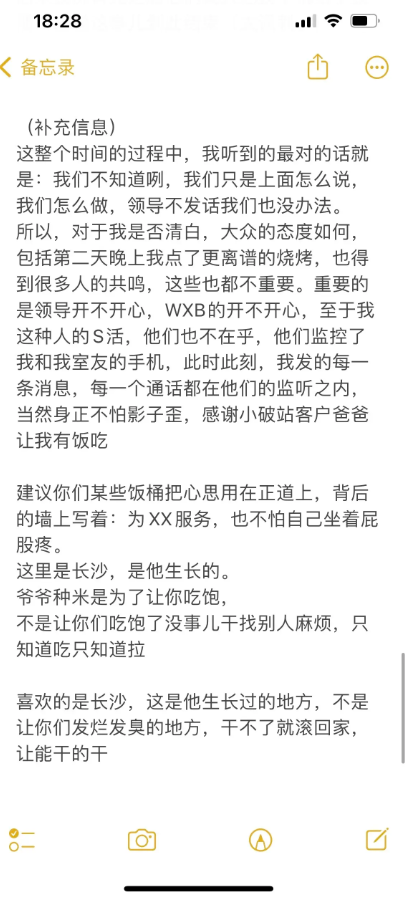 18:28
备忘录
（补充信息）
这整个时间的过程中，我听到的最对的话就
是：我们不知道咧，我们只是上面怎么说，
我们怎么做，领导不发话我们也没办法。
所以，对于我是否清白，大众的态度如何，
包括第二天晚上我点了更离谱的烧烤，也得
到很多人的共鸣，这些也都不重要。重要的
是领导开不开心，WXB的开不开心，至于我
这种人的S活，他们也不在乎，他们监控了
我和我室友的手机，此时此刻，我发的每一
条消息，每一个通话都在他们的监听之内，
当然身正不怕影子歪，感谢小破站客户爸爸
让我有饭吃
建议你们某些饭桶把心思用在正道上，背后
的墙上写着：为XX服务，也不怕自己坐着屁
股疼。
这里是长沙，是他生长的。
爷爷种米是为了让你吃饱，
不是让你们吃饱了没事儿干找别人麻烦，只
知道吃只知道拉
喜欢的是长沙，这是他生长过的地方，不是
让你们发烂发臭的地方，干不了就滚回家，
让能干的干